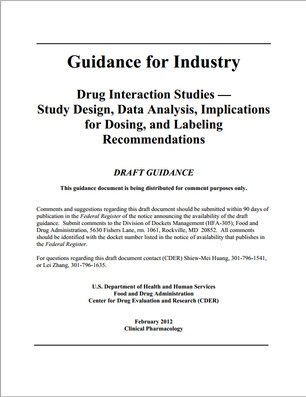 Guidance for Industry
Drug Interaction Studies —
Study Design, Data Analysis, Implications
for Dosing, and Labeling
Recommendations
DRAFT GUIDANCE
This guidance document is being distributed for comment purposes only.
Comments and suggestions regarding this draft document should be submitted within 90 days of
publication in the Federal Register of the notice announcing the availability of the draft
guidance. Submit comments to the Division of Dockets Management (HFA-305), Food and
Drug Administration, 5630 Fishers Lane, rm. 1061, Rockville, MD 20852. All comments
should be identified with the docket number listed in the notice of availability that publishes in
the Federal Register.
For questions regarding this draft document contact (CDER) Shiew-Mei Huang, 301-796-1541,
or Lei Zhang, 301-796-1635.
U.S. Department of Health and Human Services
Food and Drug Administration
Center for Drug Evaluation and Research (CDER)
February 2012
Clinical Pharmacology